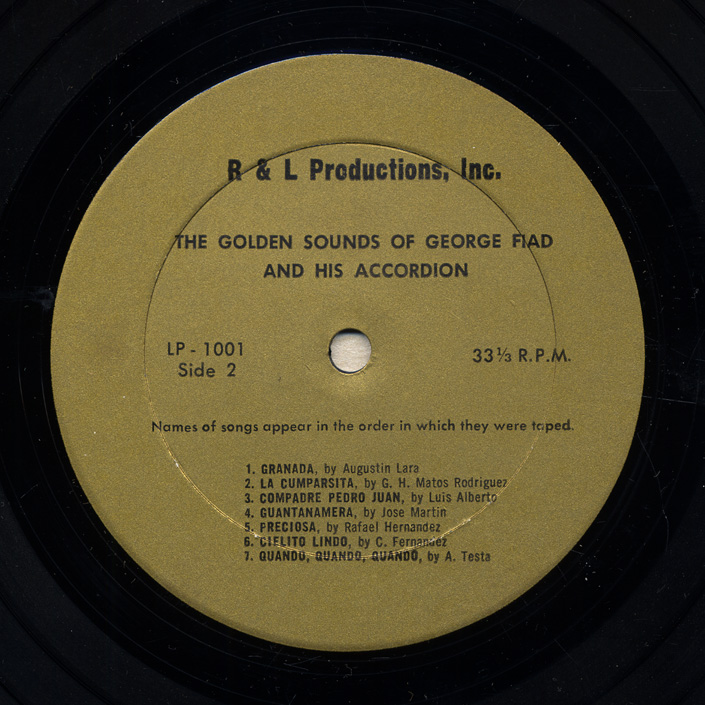 R & L Productions, Inc.
THE GOLDEN SOUNDS OF GEORGE FIAD
AND HIS ACCORDION
LP - 1001
Side 2
33⅓ R.P.M.
Names of songs appear in the order in which they were taped.
1. GRANADA, by Augustin Lara
2. LA CUMPARSITA, by G. H. Matos Rodriguez
3. COMPADRE PEDRO JUAN, by Luis Alberto
4. GUANTANAMERA, by Jose Martin
5. PRECIOSA, by Rafael Hernandez
6. CIELITO LINDO, by C. Fernandez
7. QUANDO, QUANDO, QUANDO, by A. Testa